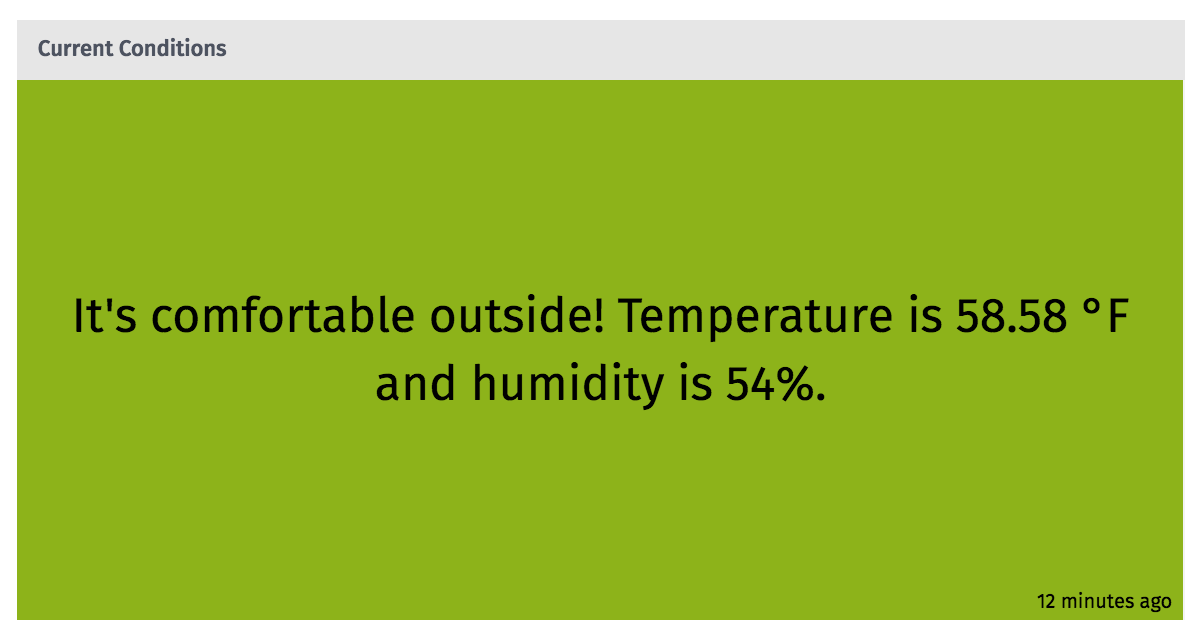 Current Conditions
It's comfortable outside! Temperature is 58.58 °F
and humidity is 54%.
12 minutes ago